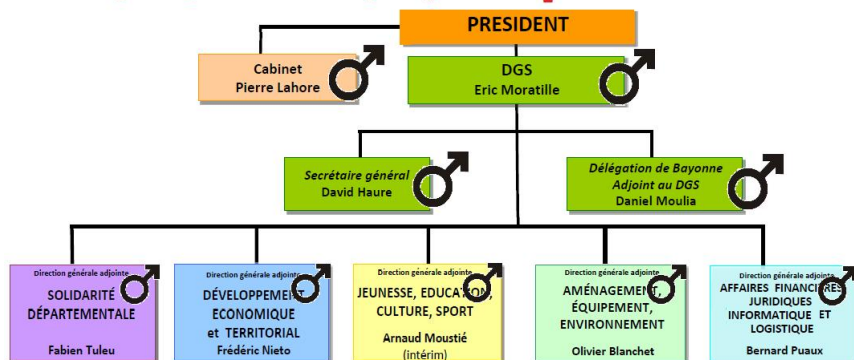 PRESIDENT
Cabinet
Pierre Lahore
DGS
Eric Moratille
Secrétaire général
David Haure
Délégation de Bayonne
Adjoint au DGS
Daniel Moulia
Direction générale adjointe
SOLIDARITÉ
DÉPARTEMENTALE
Fabien Tuleu
Direction générale adjointe
DÉVELOPPEMENT
ECONOMIQUE
et TERRITORIAL
Frédéric Nieto
Direction générale adjointe
JEUNESSE, EDUCATION,
CULTURE, SPORT
Arnaud Moustié
(intérim)
Direction générale adjointe
AMÉNAGEMENT,
ÉQUIPEMENT,
ENVIRONNEMENT
Olivier Blanchet
Direction générale adjointe
AFFAIRES FINANCIÈRES
JURIDIQUES
INFORMATIQUE ET
LOGISTIQUE
Bernard Puaux